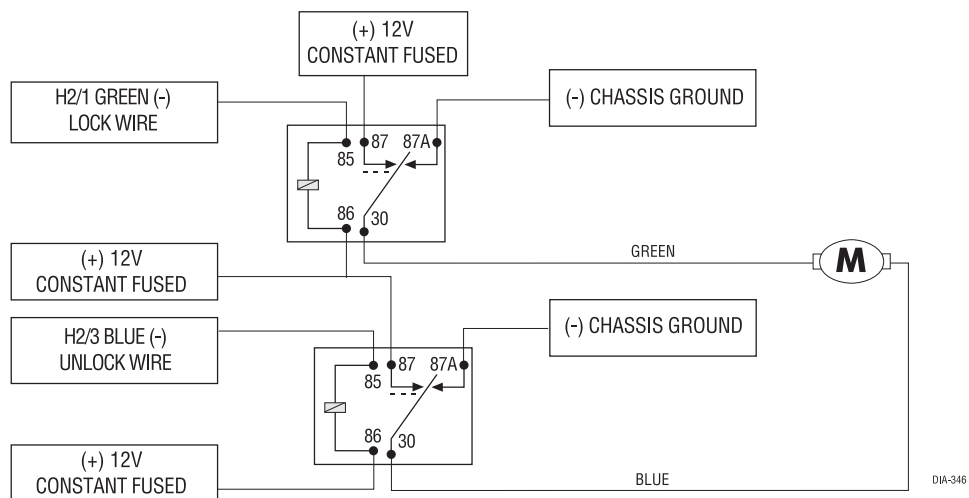 (+) 12V
CONSTANT FUSED
H2/1 GREEN (-)
LOCK WIRE
(-) CHASSIS GROUND
87
87A
85
86
30
GREEN
M
(+) 12V
CONSTANT FUSED
H2/3 BLUE (-)
UNLOCK WIRE
(-) CHASSIS GROUND
87
87A
85
86
30
(+) 12V
CONSTANT FUSED
BLUE
DIA-346